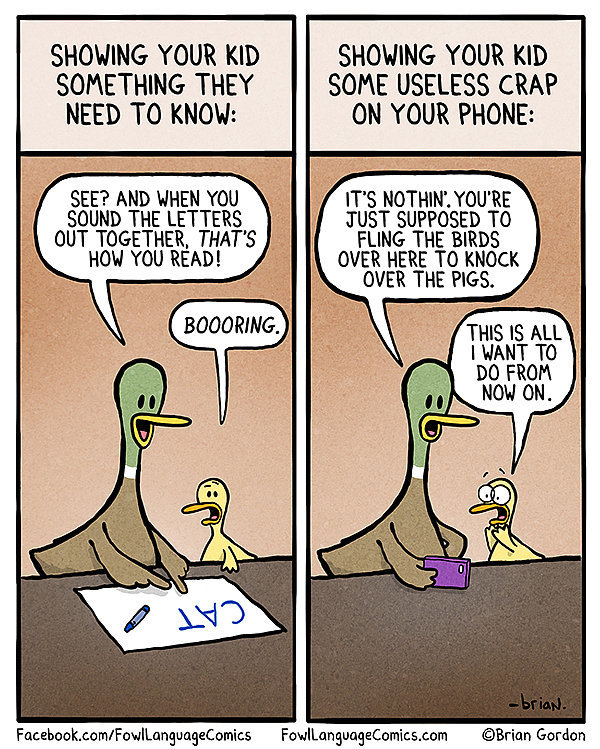 SHOWING YOUR KID
SOMETHING THEY
NEED TO KNOW:
SEE? AND WHEN YOU
SOUND THE LETTERS
OUT TOGETHER, THAT'S
HOW YOU READ!
BOOORING.
CAT
SHOWING YOUR KID
SOME USELESS CRAP
ON YOUR PHONE:
IT'S NOTHIN'. YOU'RE
JUST SUPPOSED TO
FLING THE BIRDS
OVER HERE TO KNOCK
OVER THE PIGS.
THIS IS ALL
I WANT TO
DO FROM
NOW ON.
-brian.
Facebook.com/FowlLanguageComics FowlLanguageComics.com ©Brian Gordon